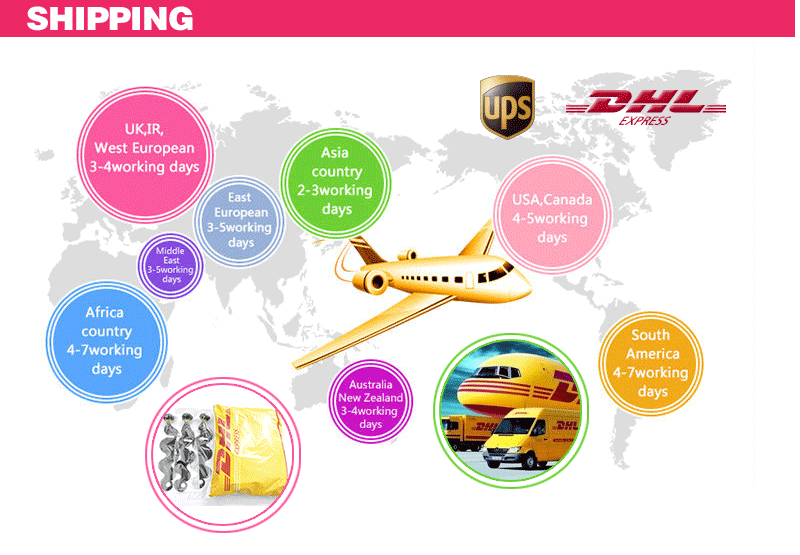 SHIPPING
ups
DHL
EXPRESS
UK,IR,
West European
3-4working days
Asia
country
2-3working
days
USA,Canada
4-5working
days
East
European
3-5working
days
Middle
East
3-5working
days
Africa
country
4-7working
days
South
America
4-7working
days
Australia
New Zealand
3-4working
days
DHL
DHL
DHL